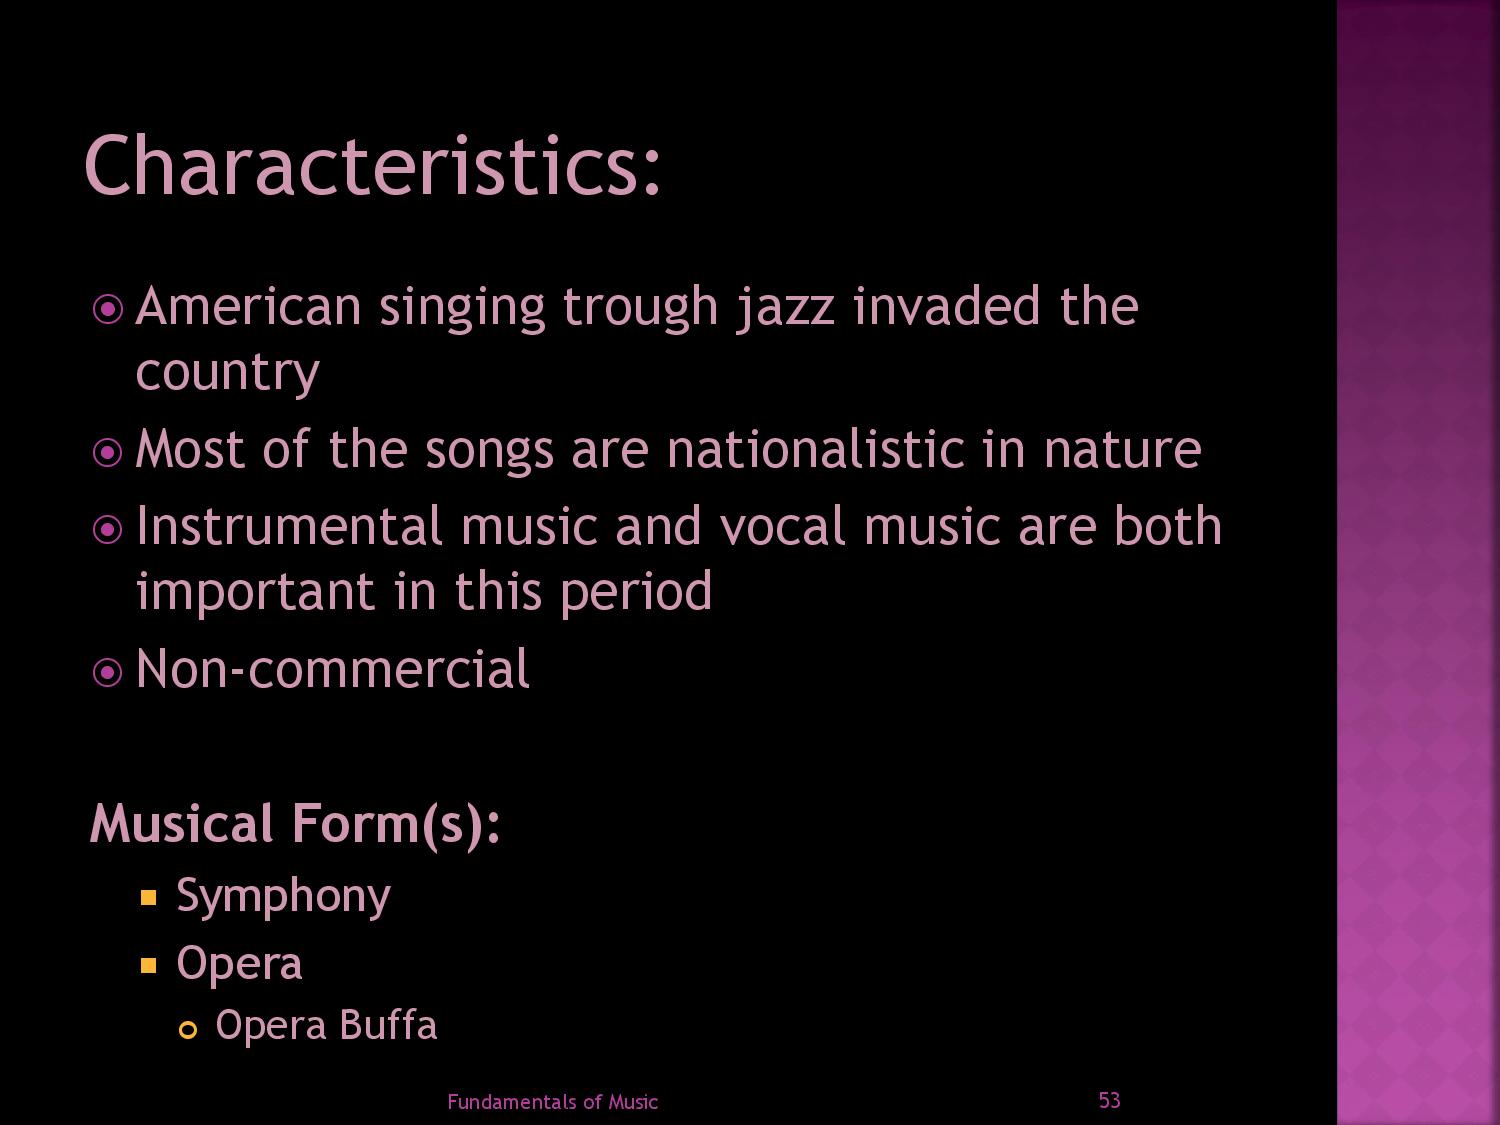 Characteristics:
American singing trough jazz invaded the
country
Most of the songs are nationalistic in nature
Instrumental music and vocal music are both
important in this period
Non-commercial
Musical Form(s):
Symphony
Opera
Opera Buffa
Fundamentals of Music
53